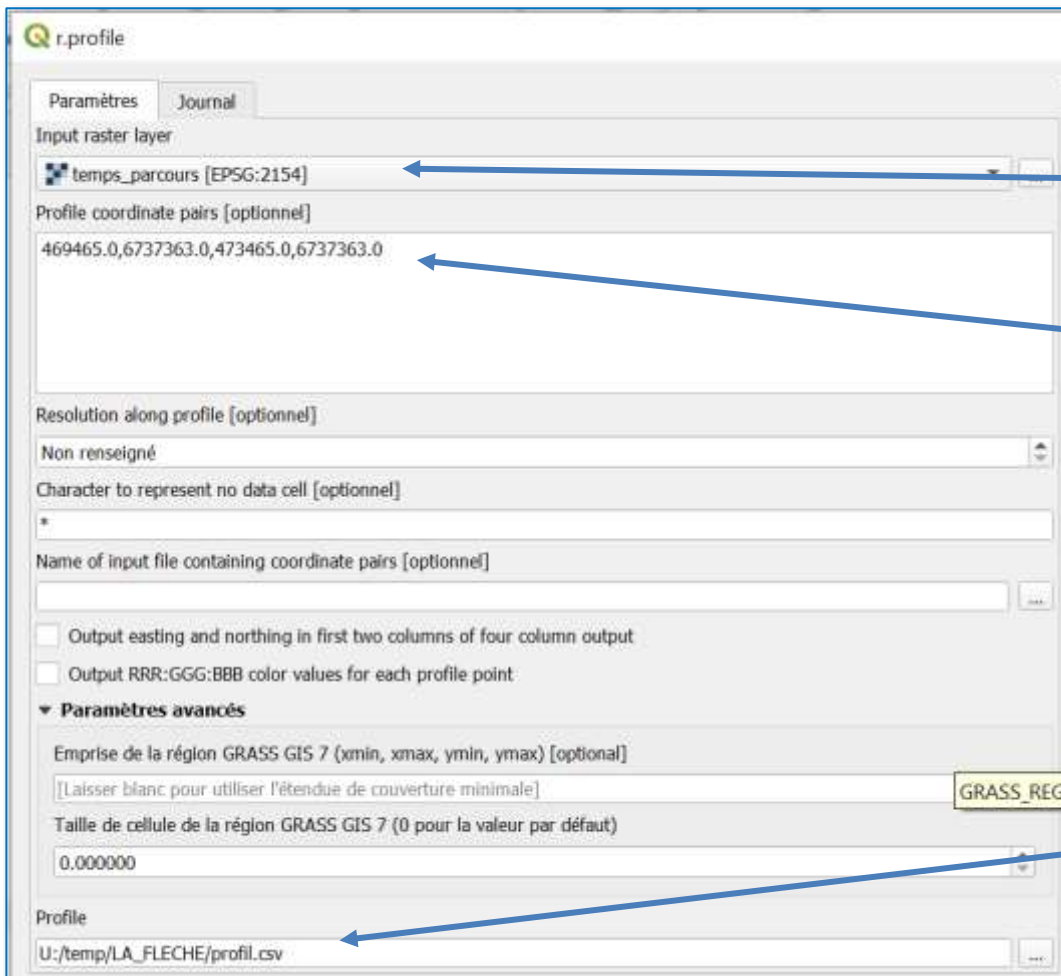 r.profile
Paramètres
Journal
Input raster layer
temps_parcours [EPSG:2154]
...
Profile coordinate pairs [optionnel]
469465.0,6737363.0,473465.0,6737363.0
Resolution along profile [optionnel]
Non renseigné
Character to represent no data cell [optionnel]
*
Name of input file containing coordinate pairs [optionnel]
...
Output easting and northing in first two columns of four column output
Output RRR:GGG:BBB color values for each profile point
Paramètres avancés
Emprise de la région GRASS GIS 7 (xmin, xmax, ymin, ymax) [optional]
[Laisser blanc pour utiliser l'étendue de couverture minimale]
GRASS_REG
Taille de cellule de la région GRASS GIS 7 (0 pour la valeur par défaut)
0.000000
Profile
U:/temp/LA_FLECHE/profil.csv
...